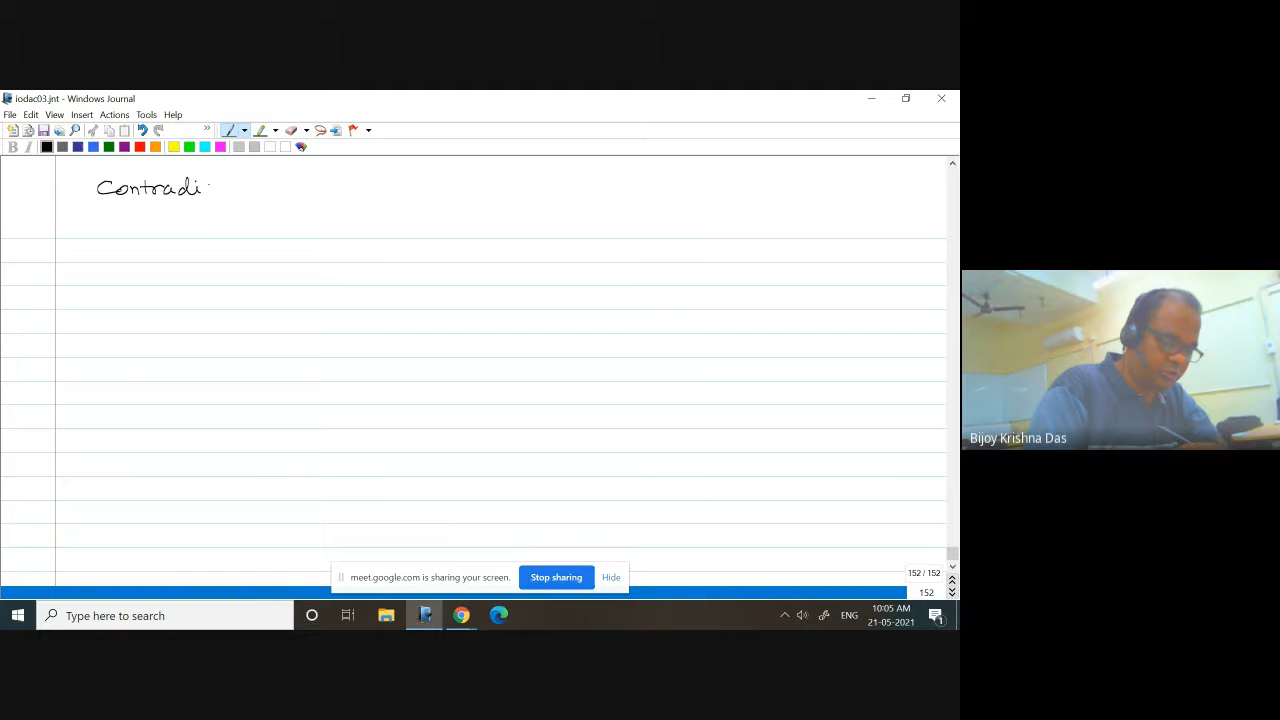 iodac03.jnt - Windows Journal
File Edit View Insert Actions Tools Help
B I
Contradi
Bijoy Krishna Das
meet.google.com is sharing your screen. Stop sharing Hide
152 / 152
152
Type here to search
ENG
10:05 AM
21-05-2021
1